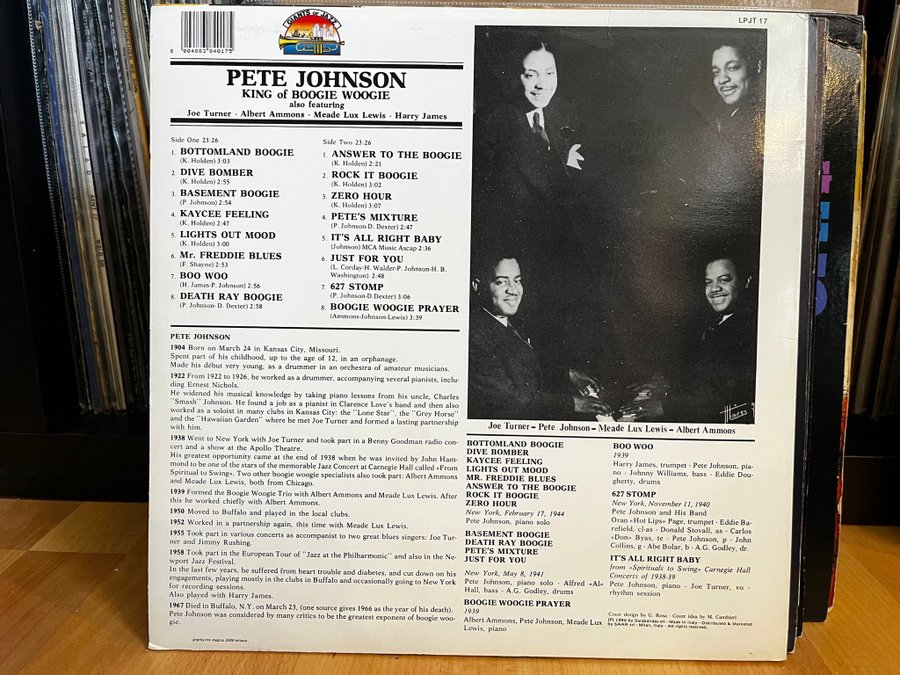 8 004883 840175
GIANTS OF JAZZ
LPJT 17
PETE JOHNSON
KING of BOOGIE WOOGIE
also featuring
Joe Turner - Albert Ammons - Meade Lux Lewis - Harry James
Side One 23:26
1. BOTTOMLAND BOOGIE
(K. Holden) 3:03
2. DIVE BOMBER
(K. Holden) 2:55
3. BASEMENT BOOGIE
(P. Johnson) 2:54
4. KAYCEE FEELING
(K. Holden) 2:47
5. LIGHTS OUT MOOD
(K. Holden) 3:00
6. Mr. FREDDIE BLUES
(F. Shayne) 2:53
7. BOO WOO
(H. James-P. Johnson) 2:56
8. DEATH RAY BOOGIE
(P. Johnson- D. Dexter) 2:58
Side Two 23:26
1. ANSWER TO THE BOOGIE
(K. Holden) 2:21
2. ROCK IT BOOGIE
(K. Holden) 3:02
3. ZERO HOUR
(K. Holden) 3:07
4. PETE'S MIXTURE
(P. Johnson-D. Dexter) 2:47
5. IT'S ALL RIGHT BABY
(Johnson) MCA Music Ascap 2:36
6. JUST FOR YOU
(L. Corday-H. Walder-P. Johnson-H. B.
Washington) 2:48
7. 627 STOMP
(P. Johnson-D.Dexter) 3:06
8. BOOGIE WOOGIE PRAYER
(Ammons-Johnson-Lewis) 3:39
PETE JOHNSON
1904 Born on March 24 in Kansas City, Missouri.
Spent part of his childhood, up to the age of 12, in an orphanage.
Made his début very young, as a drummer in an orchestra of amateur musicians.
1922 From 1922 to 1926, he worked as a drummer, accompanying several pianists, inclu-
ding Ernest Nichols.
He widened his musical knowledge by taking piano lessons from his uncle, Charles
"Smash" Johnson. He found a job as a pianist in Clarence Love's band and then also
worked as a soloist in many clubs in Kansas City: the "Lone Star", the "Grey Horse"
and the "Hawaiian Garden" where he met Joe Turner and formed a lasting partnership
with him.
1938 Went to New York with Joe Turner and took part in a Benny Goodman radio con-
cert and a show at the Apollo Theatre.
His greatest opportunity came at the end of 1938 when he was invited by John Ham-
mond to be one of the stars of the memorable Jazz Concert at Carnegie Hall called «From
Spiritual to Swing». Two other boogie woogie specialists also took part: Albert Ammons
and Meade Lux Lewis, both from Chicago.
1939 Formed the Boogie Woogie Trio with Albert Ammons and Meade Lux Lewis. After
this he worked chiefly with Albert Ammons.
1950 Moved to Buffalo and played in the local clubs.
1952 Worked in a partnership again, this time with Meade Lux Lewis.
1955 Took part in various concerts as accompanist to two great blues singers: Joe Tur-
ner and Jimmy Rushing.
1958 Took part in the European Tour of "Jazz at the Philharmonic" and also in the Ne-
wport Jazz Festival.
In the last few years, he suffered from heart trouble and diabetes, and cut down on his
engagements, playing mostly in the clubs in Buffalo and occasionally going to New York
for recording sessions.
Also played with Harry James.
1967 Died in Buffalo, N.Y. on March 23, (one source gives 1966 as the year of his death).
Pete Johnson was considered by many critics to be the greatest exponent of boogie woo-
gie.
Joe Turner - Pete Johnson - Meade Lux Lewis - Albert Ammons
BOTTOMLAND BOOGIE
DIVE BOMBER
KAYCEE FEELING
LIGHTS OUT MOOD
MR. FREDDIE BLUES
ANSWER TO THE BOOGIE
ROCK IT BOOGIE
ZERO HOUR
New York, February 17, 1944
Pete Johnson, piano solo
BASEMENT BOOGIE
DEATH RAY BOOGIE
PETE'S MIXTURE
JUST FOR YOU
New York, May 8, 1941
Pete Johnson, piano solo - Alfred «Al»
Hall, bass - A.G. Godley, drums
BOOGIE WOOGIE PRAYER
1939
Albert Ammons, Pete Johnson, Meade Lux
Lewis, piano
BOO WOO
1939
Harry James, trumpet - Pete Johnson, pia-
no - Johnny Williams, bass - Eddie Dou-
gherty, drums
627 STOMP
New York, November 11, 1940
Pete Johnson and His Band
Oran «Hot Lips» Page, trumpet - Eddie Ba-
refield, cl-as - Donald Stovall, as - Carlos
«Don» Byas, te - Pete Johnson, p - John
Collins, g - Abe Bolar, b - A.G. Godley, dr.
IT'S ALL RIGHT BABY
from «Spirituals to Swing» Carnegie Hall
Concerts of 1938-39
Pete Johnson, piano - Joe Turner, vo -
rhythm session
Cover design by G. Rosa - Cover idea by M. Cambieri
(P) 1990 by Sarabandas srl - Made in Italy - Distributed & Marketed
by SAAR srl - Milan, Italy - All rights reserved.